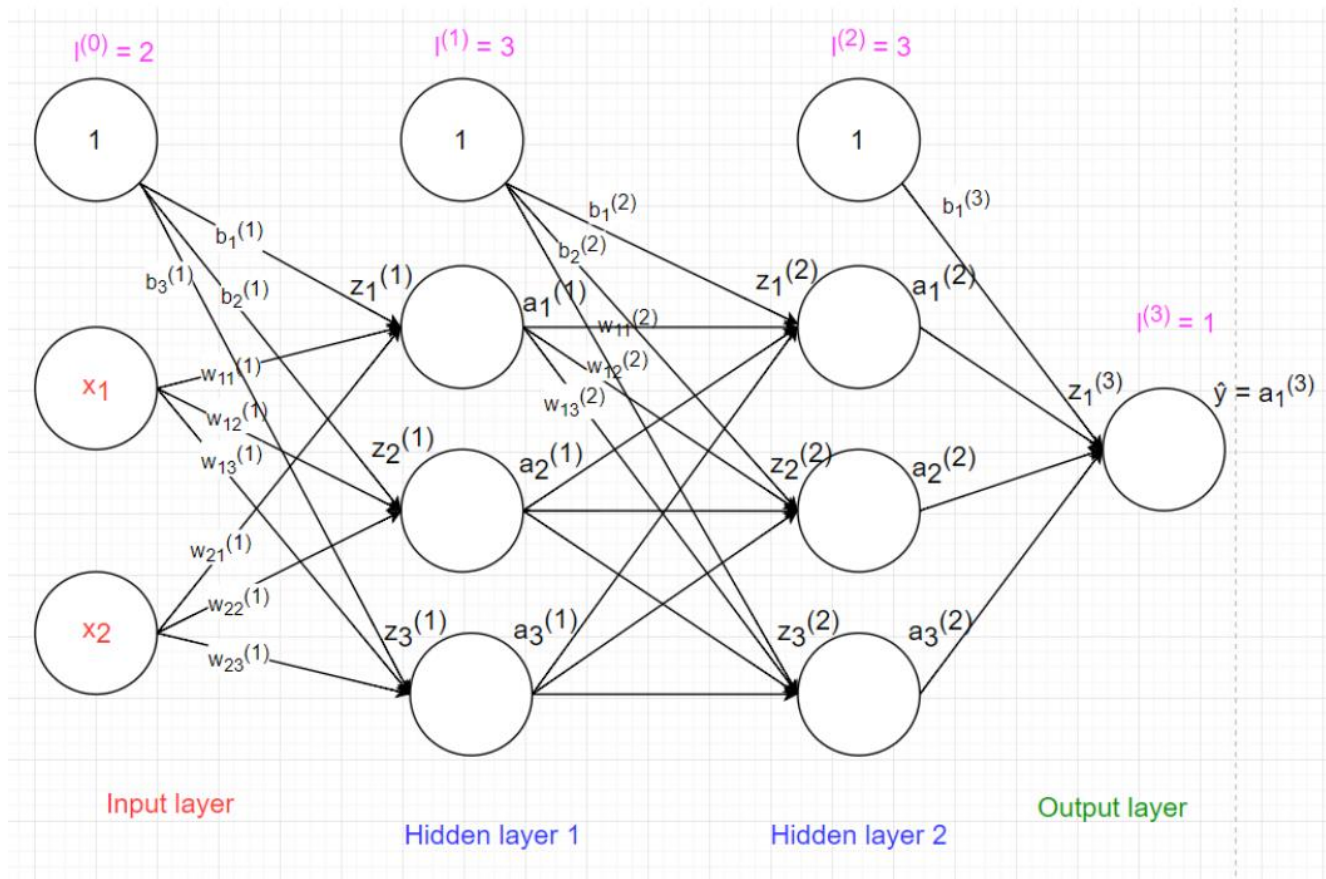 l(0) = 2
l(1) = 3
l(2) = 3
1
1
1
b1(1)
b2(1)
b3(1)
b1(2)
b2(2)
b1(3)
z1(1)
a1(1)
z1(2)
a1(2)
l(3) = 1
x1
w11(1)
w12(1)
w13(1)
w11(2)
w12(2)
w13(2)
z1(3)
ŷ = a1(3)
z2(1)
a2(1)
z2(2)
a2(2)
x2
w21(1)
w22(1)
w23(1)
z3(1)
a3(1)
z3(2)
a3(2)
Input layer
Hidden layer 1
Hidden layer 2
Output layer